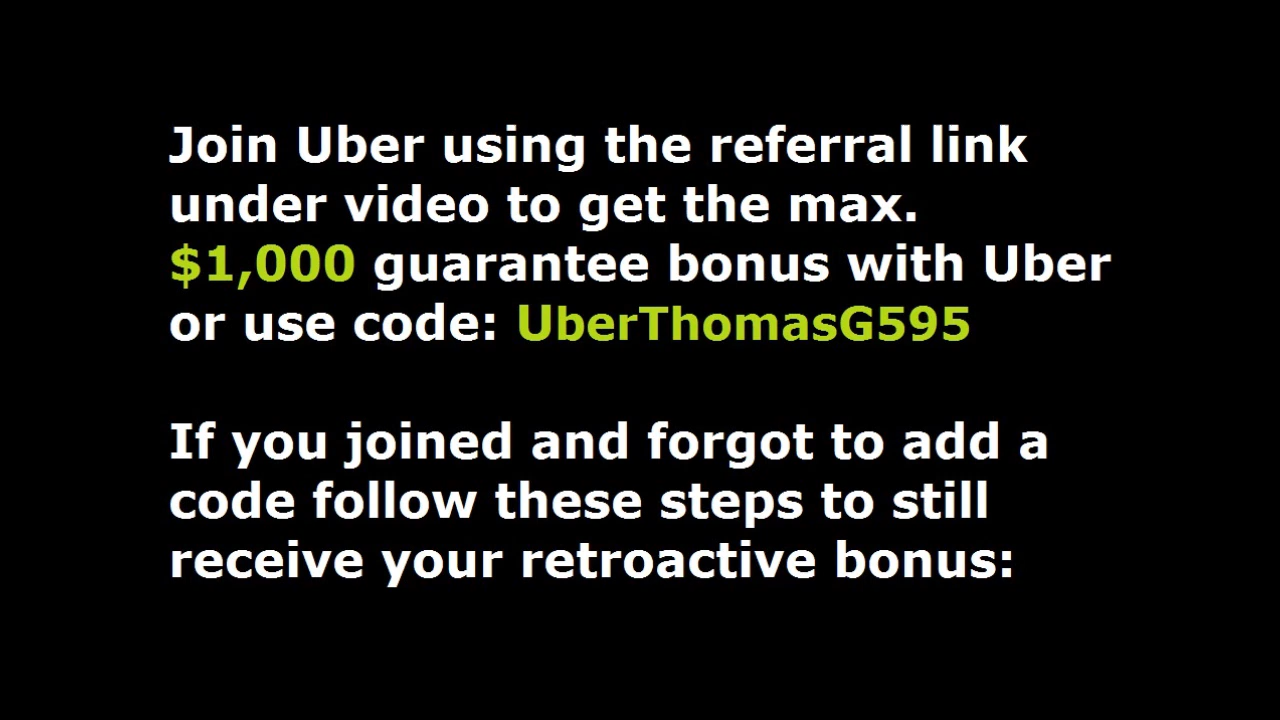 Join Uber using the referral link
under video to get the max.
$1,000 guarantee bonus with Uber
or use code: UberThomasG595
If you joined and forgot to add a
code follow these steps to still
receive your retroactive bonus: